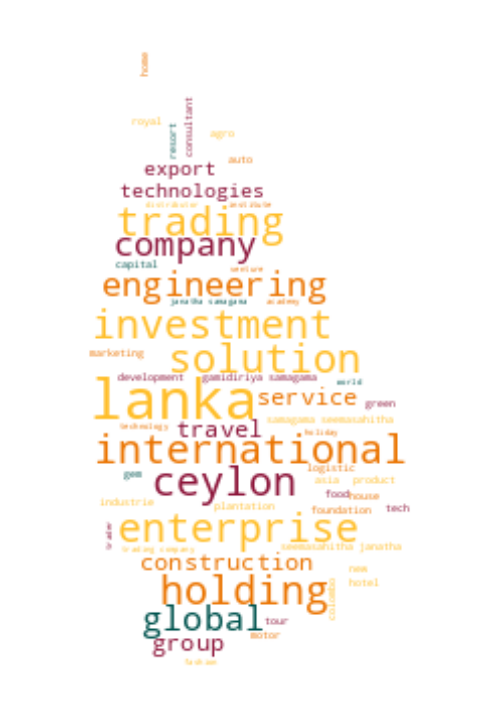 home
royal
consultant
resort
agro
auto
export
technologies
distributor institute
trading
company
capital
venture
engineering
janatha samagama academy
investment
marketing
solution
development gamidiriya samagama
world
lanka
service
green
samagama seemasahitha
technology
travel
holiday
international
logistic
gem
ceylon
asia product
food
house
industrie
plantation
foundation
tech
trader
enterprise
trading company
seemasahitha janatha
construction
new
hotel
holding
colombo
global
tour
motor
group
fashion